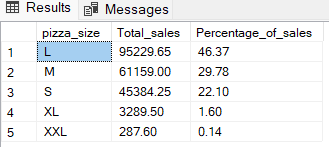 Results Messages
pizza_size Total_sales Percentage_of_sales
1 L 95229.65 46.37
2 M 61159.00 29.78
3 S 45384.25 22.10
4 XL 3289.50 1.60
5 XXL 287.60 0.14